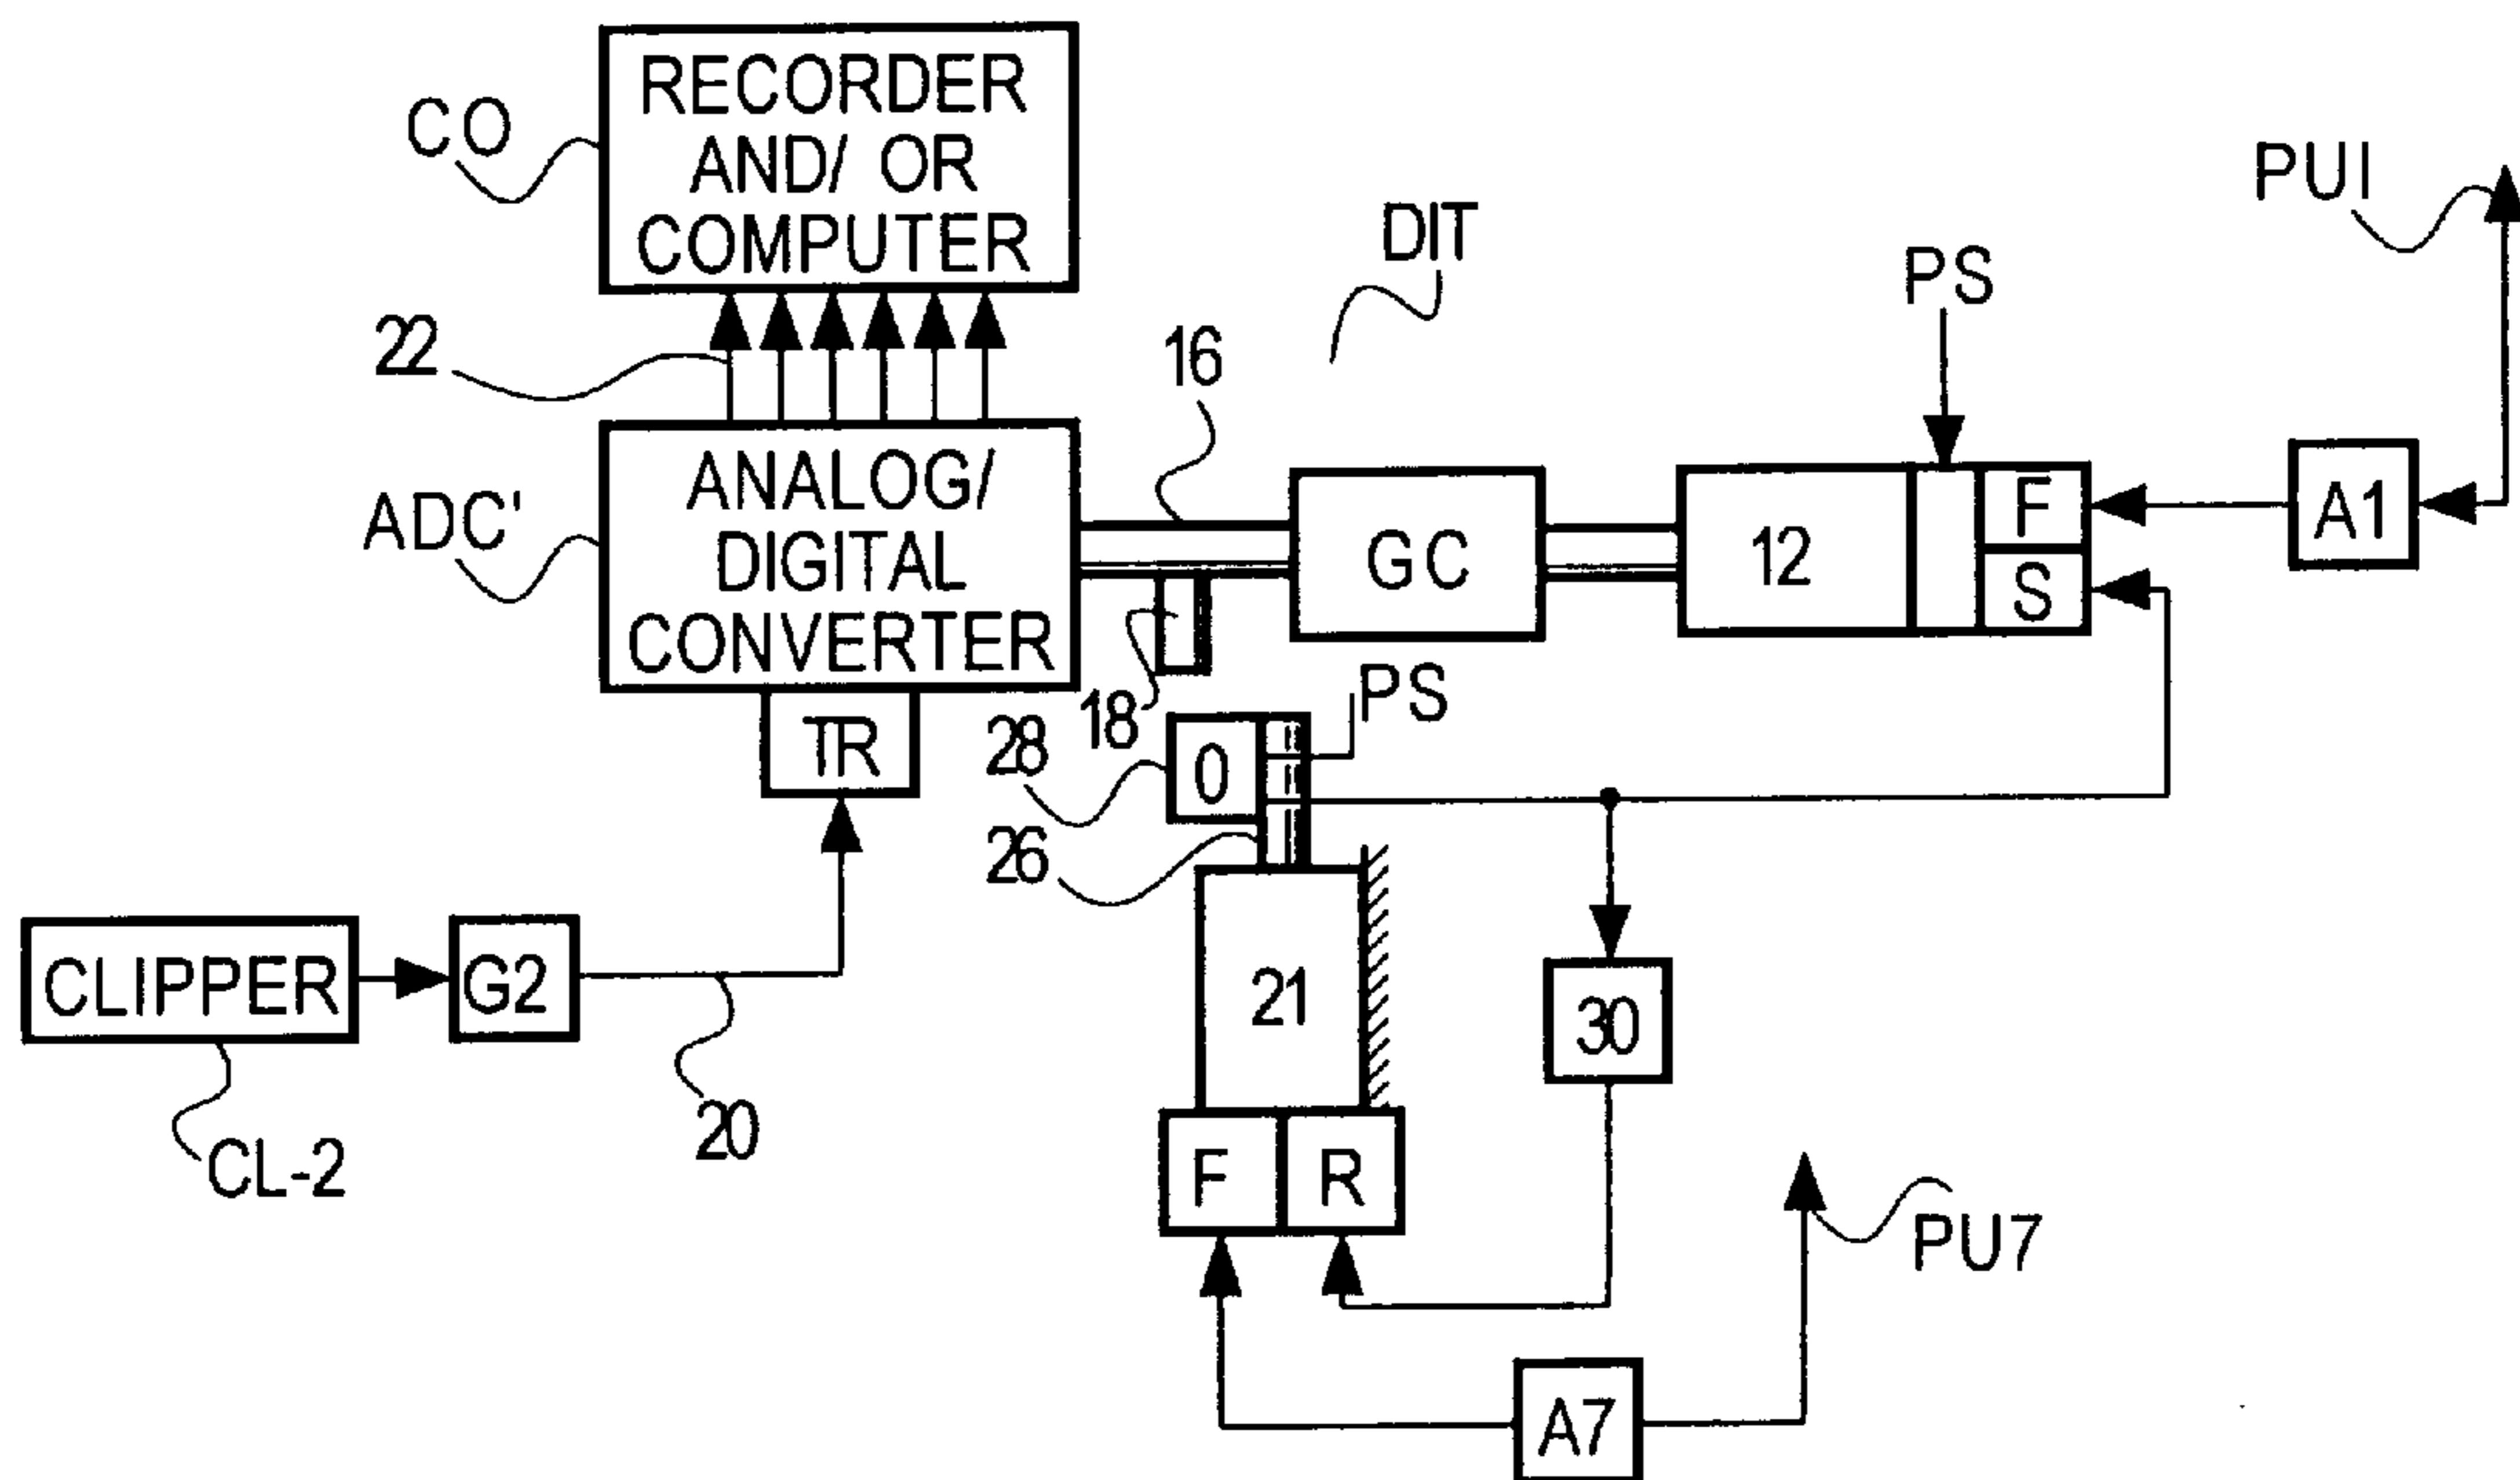 RECORDER
AND/ OR
COMPUTER
CO
PUI
DIT
PS
22
16
ANALOG/
DIGITAL
CONVERTER
ADC'
GC
12
F
S
A1
18
PS
TR
28
0
26
CLIPPER
G2
21
30
20
CL-2
F
R
PU7
A7